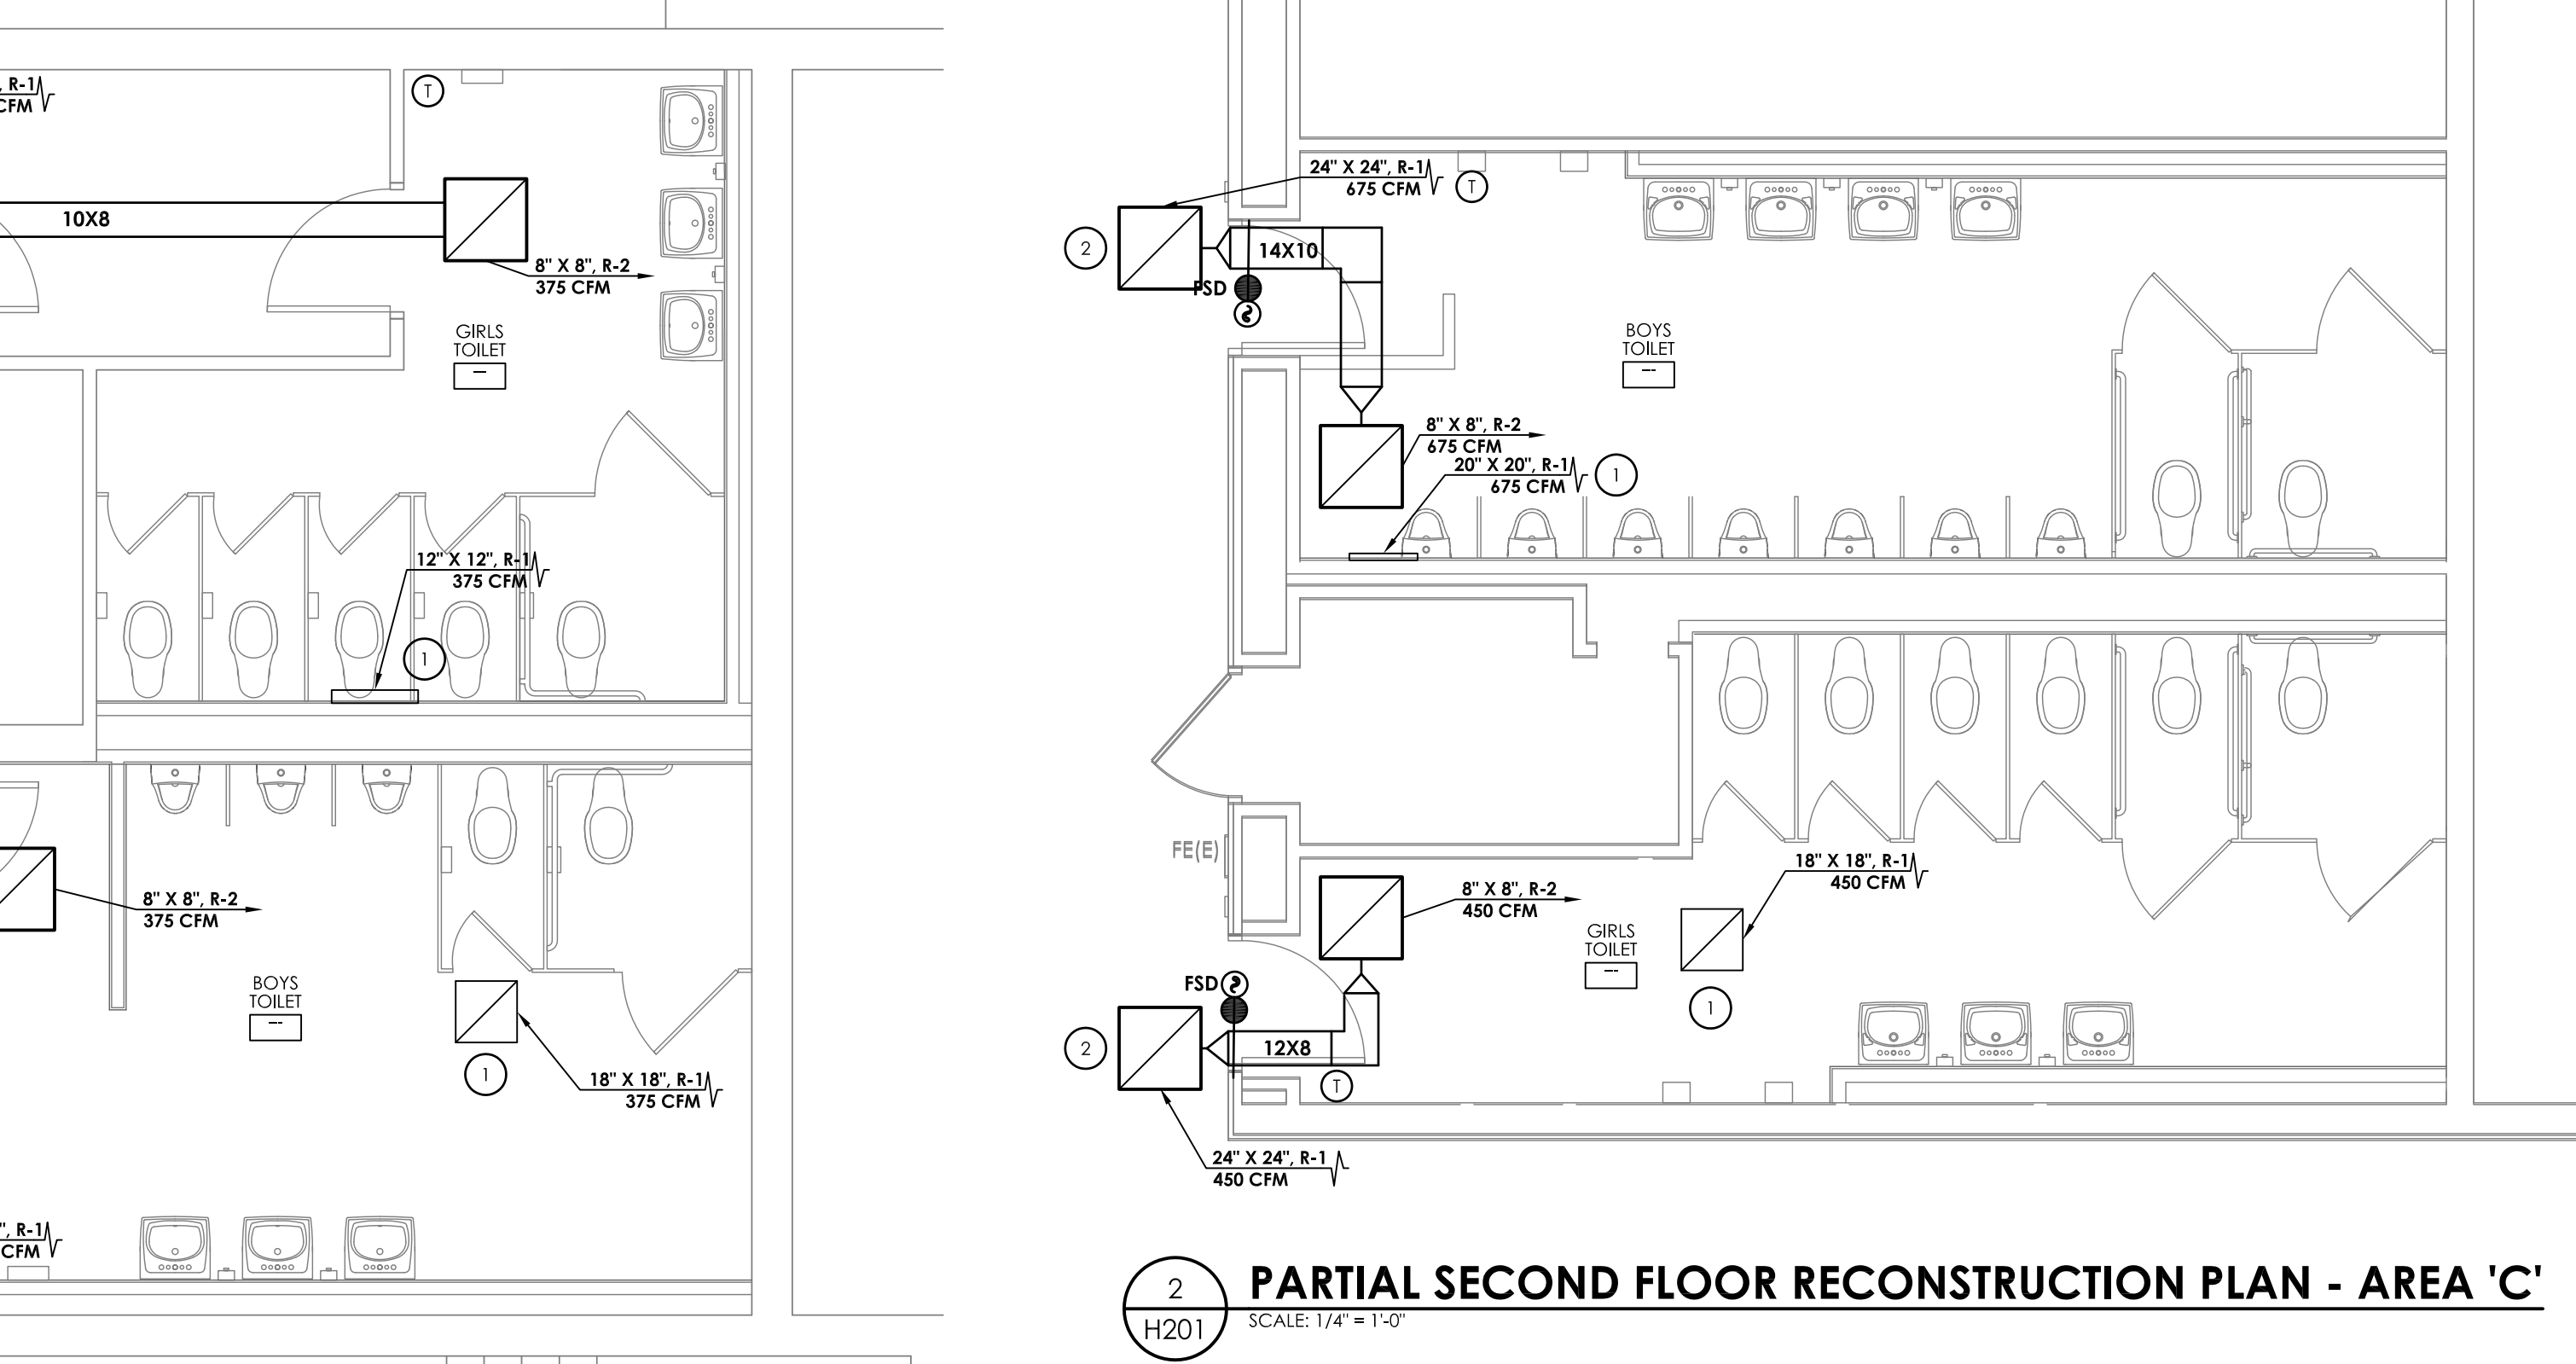 , R-1
CFM
T
10X8
8" X 8", R-2
375 CFM
GIRLS
TOILET
--
12" X 12", R-1
375 CFM
1
8" X 8", R-2
375 CFM
BOYS
TOILET
--
1
18" X 18", R-1
375 CFM
", R-1
CFM
24" X 24", R-1
675 CFM
T
2
14X10
FSD
BOYS
TOILET
--
8" X 8", R-2
675 CFM
20" X 20", R-1
675 CFM
1
FE(E)
18" X 18", R-1
450 CFM
8" X 8", R-2
450 CFM
GIRLS
TOILET
--
1
FSD
2
12X8
T
24" X 24", R-1
450 CFM
2
H201
PARTIAL SECOND FLOOR RECONSTRUCTION PLAN - AREA 'C'
SCALE: 1/4" = 1'-0"